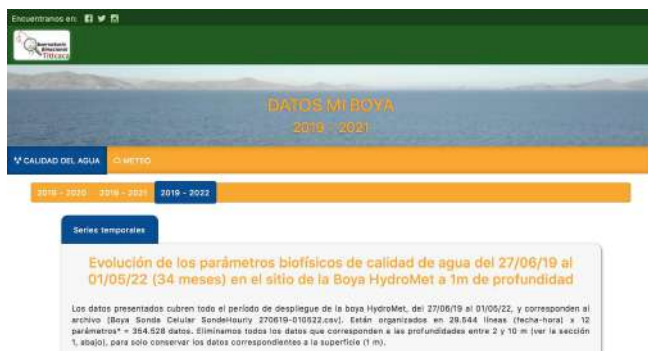 Encuentranos en:
Observatorio
Binacional
Titicaca
DATOS MI BOYA
2019 - 2021
CALIDAD DEL AGUA METEO
2019 - 2020 2019 - 2021 2019 - 2022
Series temporales
Evolución de los parámetros biofísicos de calidad de agua del 27/06/19 al
01/05/22 (34 meses) en el sitio de la Boya HydroMet a 1m de profundidad
Los datos presentados cubren todo el período de despliegue de la boya HydroMet, del 27/06/19 al 01/05/22, y corresponden al
archivo (Boya Sonda Celular SondeHourly 270619-010522.csv). Están organizados en 29.544 líneas (fecha-hora) x 12
parámetros* = 354.528 datos. Eliminamos todos los datos que corresponden a las profundidades entre 2 y 10 m (ver la sección
1, abajo), para solo conservar los datos correspondientes a la superficie (1 m).